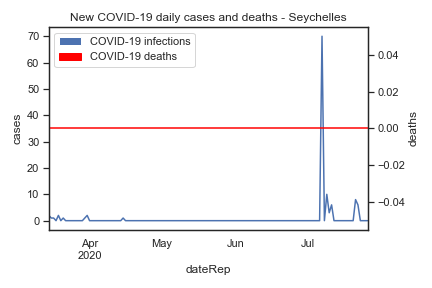 New COVID-19 daily cases and deaths - Seychelles
COVID-19 infections
COVID-19 deaths
70
60
50
40
30
20
10
0
cases
0.04
0.02
0.00
−0.02
−0.04
deaths
Apr
2020
May
Jun
Jul
dateRep